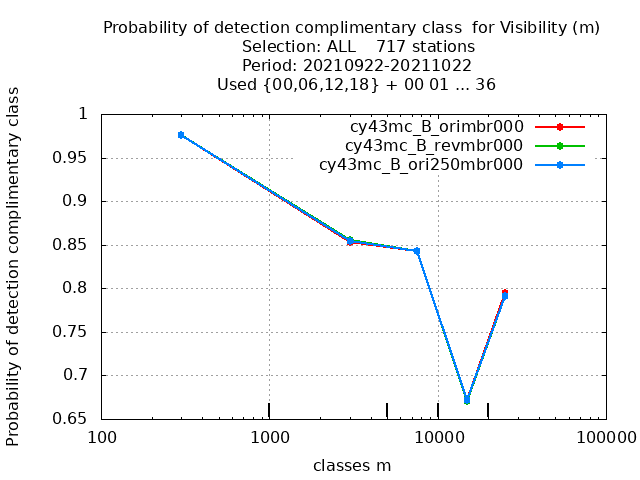 Probability of detection complimentary class  for Visibility (m)
Selection: ALL    717 stations
Period: 20210922-20211022
Used {00,06,12,18} + 00 01 ... 36
Probability of detection complimentary class
1
0.95
0.9
0.85
0.8
0.75
0.7
0.65
cy43mc_B_orimbr000
cy43mc_B_revmbr000
cy43mc_B_ori250mbr000
100
1000
10000
100000
classes m